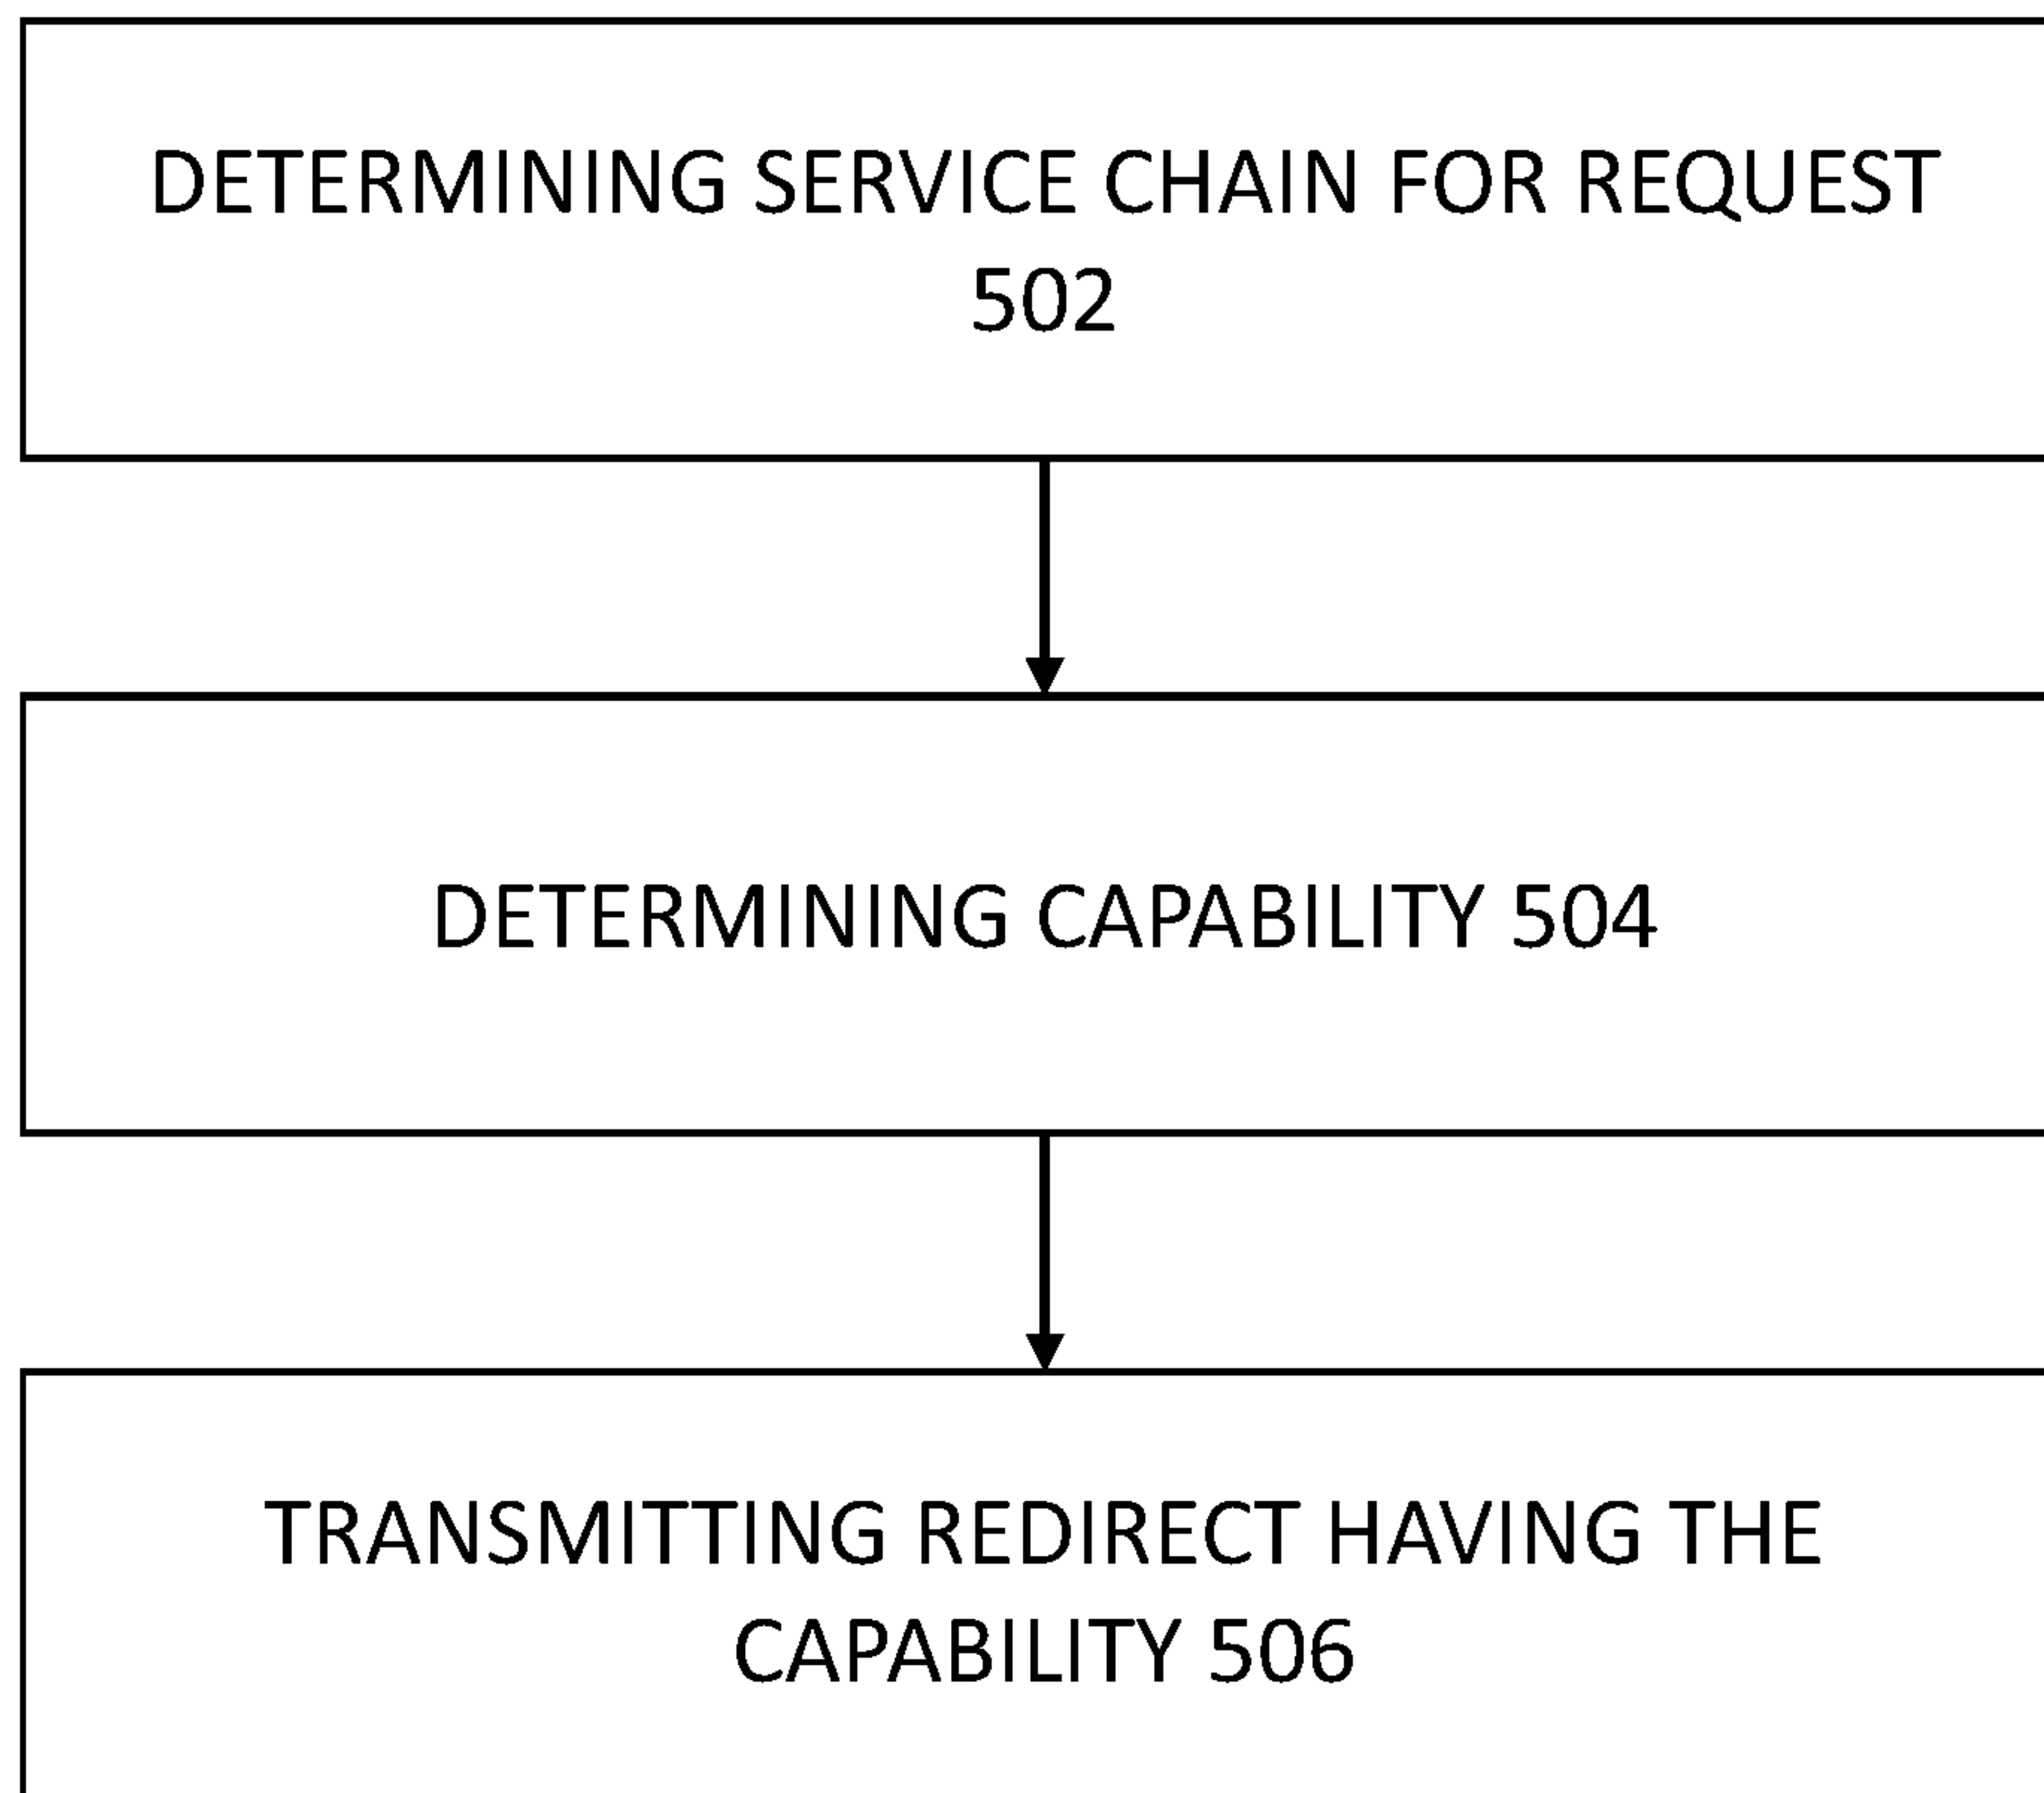 DETERMINING SERVICE CHAIN FOR REQUEST
502
DETERMINING CAPABILITY 504
TRANSMITTING REDIRECT HAVING THE
CAPABILITY 506